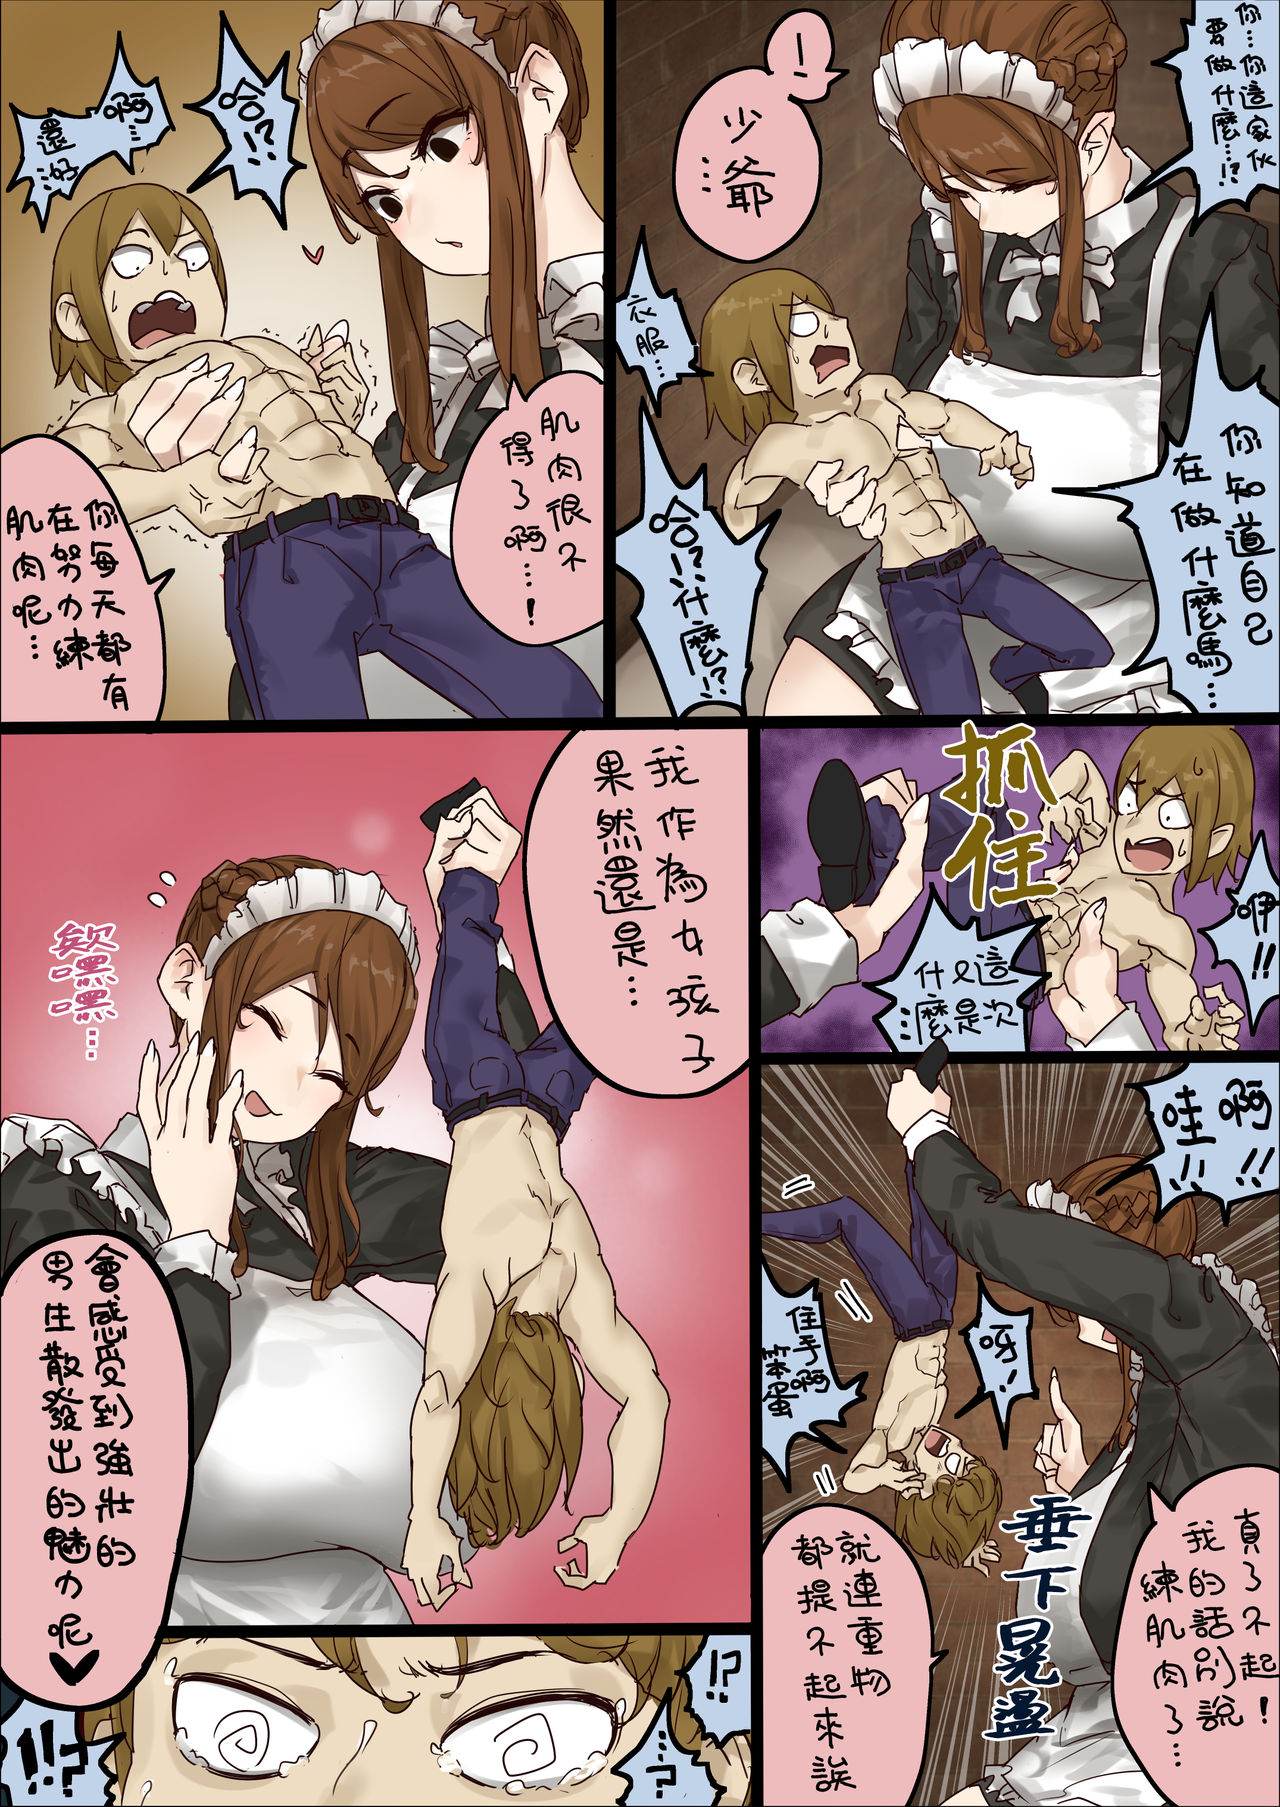 你…你這家伙
要做什麼…!?
!
少爺
…
衣服…
你知道自己
在做什麼嗎…
哈!?什麼!?
哈!?
啊…
還好…
肌肉很不
得了啊…!
你每天都有
在努力練
肌肉呢…
抓住
咿!!
這次
又是
什麼…
啊!!
哇!!
呀!
住手啊
笨蛋
垂下晃盪
真了不起!
我的話別說
練肌肉了…
就連重物
都提不起來誒
我作為女孩子
果然還是…
欸嘿嘿…
會感受到強壯的
男生散發出的魅力呢♥
!?
…?
!!?